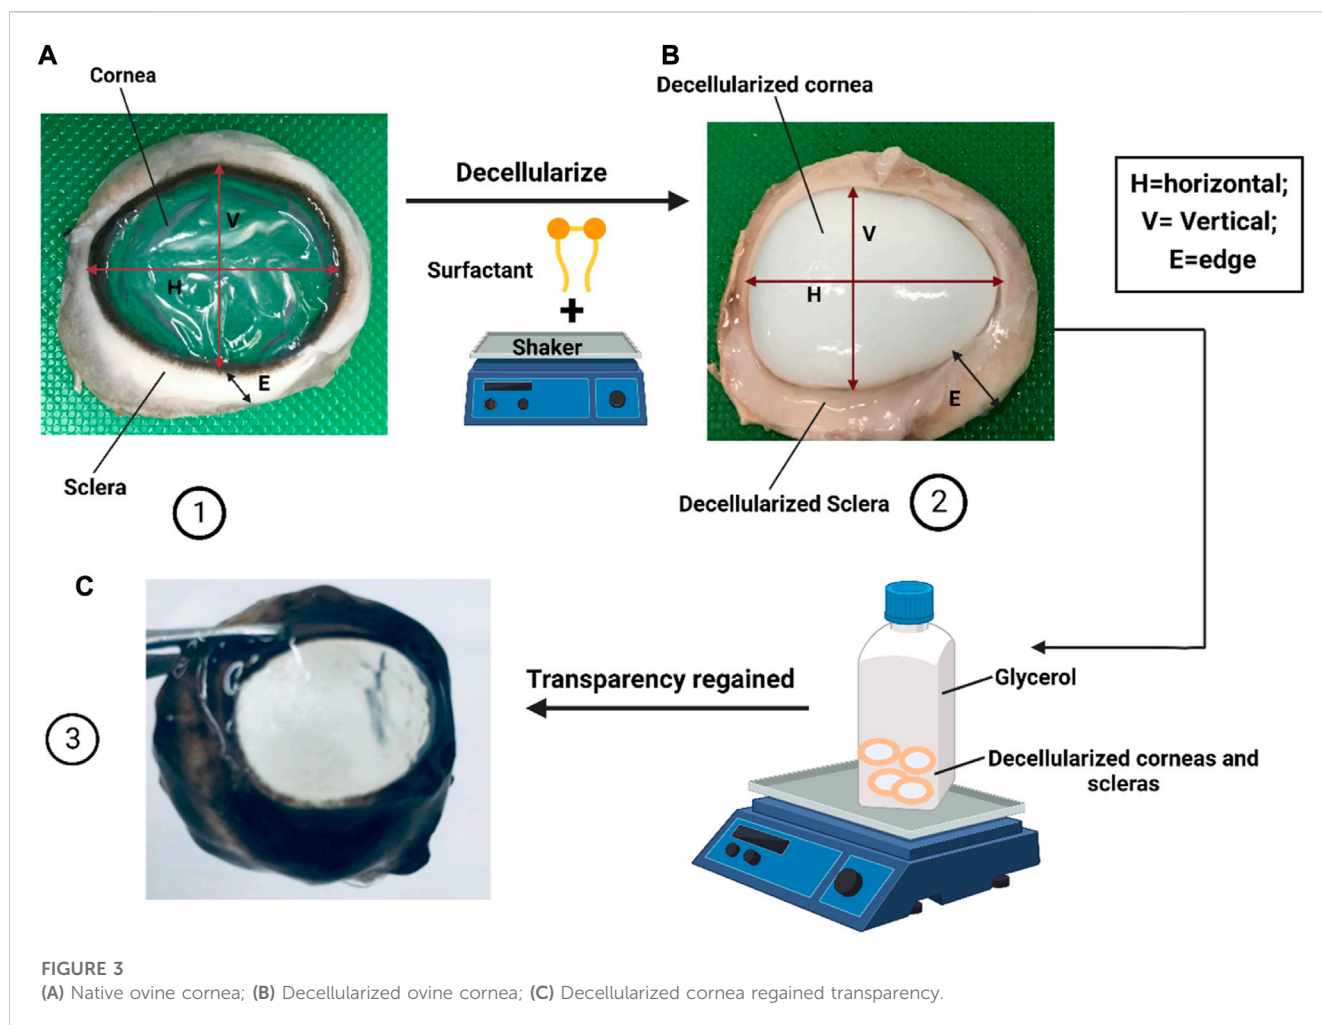 A
Cornea
V
H
E
Sclera
1
Decellularize
Surfactant
+
Shaker
B
Decellularized cornea
V
H
E
Decellularized Sclera
2
H=horizontal;
V= Vertical;
E=edge
C
3
Transparency regained
Glycerol
Decellularized corneas and
scleras
FIGURE 3
(A) Native ovine cornea; (B) Decellularized ovine cornea; (C) Decellularized cornea regained transparency.